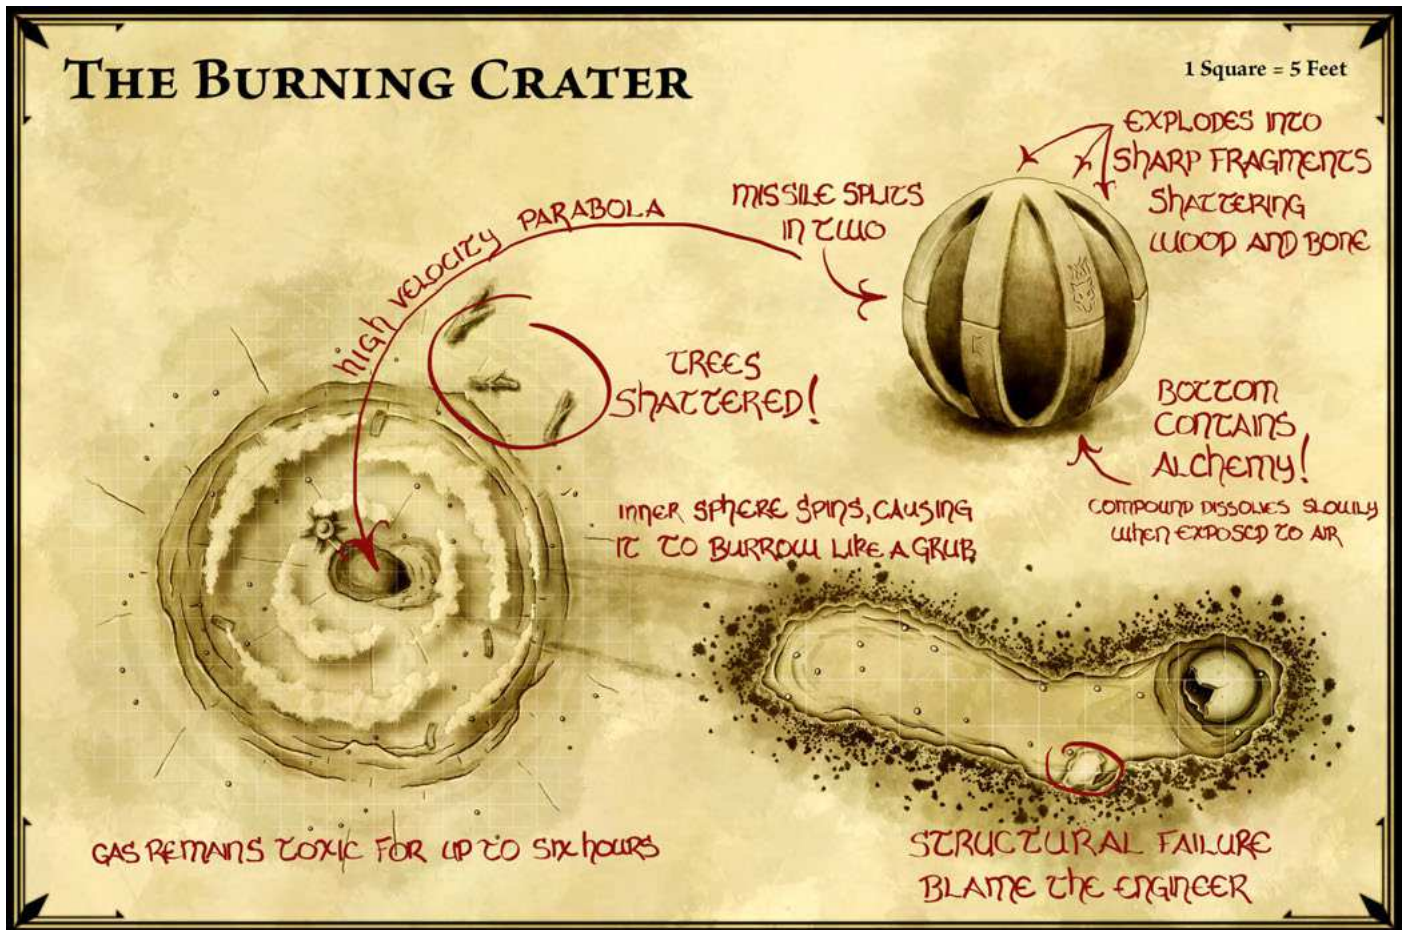 THE BURNING CRATER
1 Square = 5 Feet
EXPLODES INTO
SHARP FRAGMENTS
SHATTERING
WOOD AND BONE
MISSILE SPLITS
IN TWO
HIGH VELOCITY PARABOLA
TREES
SHATTERED!
BOTTOM
CONTAINS
ALCHEMY!
COMPOUND DISSOLVES SLOWLY
WHEN EXPOSED TO AIR
INNER SPHERE SPINS, CAUSING
IT TO BURROW LIKE A GRUB
GAS REMAINS TOXIC FOR UP TO SIX HOURS
STRUCTURAL FAILURE
BLAME THE ENGINEER